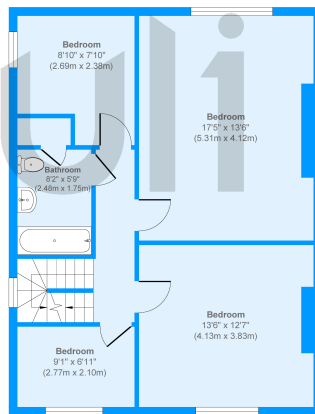 Bedroom
8'10" x 7'10"
(2.69m x 2.38m)
Bedroom
17'5" x 13'6"
(5.31m x 4.12m)
Bathroom
8'2" x 5'9"
(2.48m x 1.75m)
Bedroom
13'6" x 12'7"
(4.13m x 3.83m)
Bedroom
9'1" x 6'11"
(2.77m x 2.10m)
uli